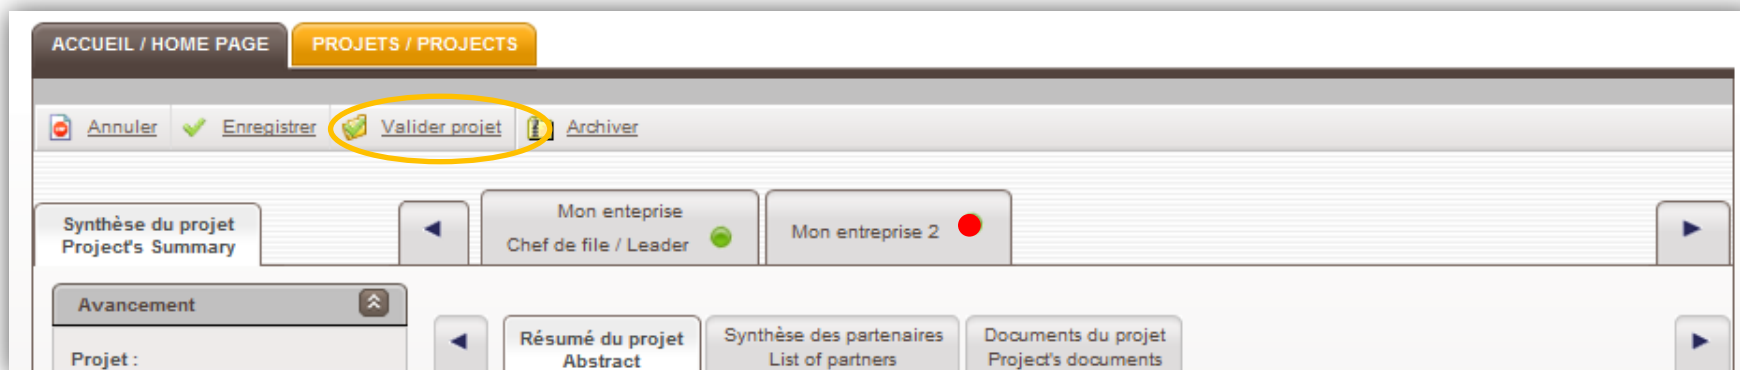 ACCUEIL / HOME PAGE PROJETS / PROJECTS
Annuler Enregistrer Valider projet Archiver
Synthèse du projet
Project's Summary
Mon enteprise
Chef de file / Leader
Mon entreprise 2
Avancement
Projet :
Résumé du projet
Abstract
Synthèse des partenaires
List of partners
Documents du projet
Project's documents